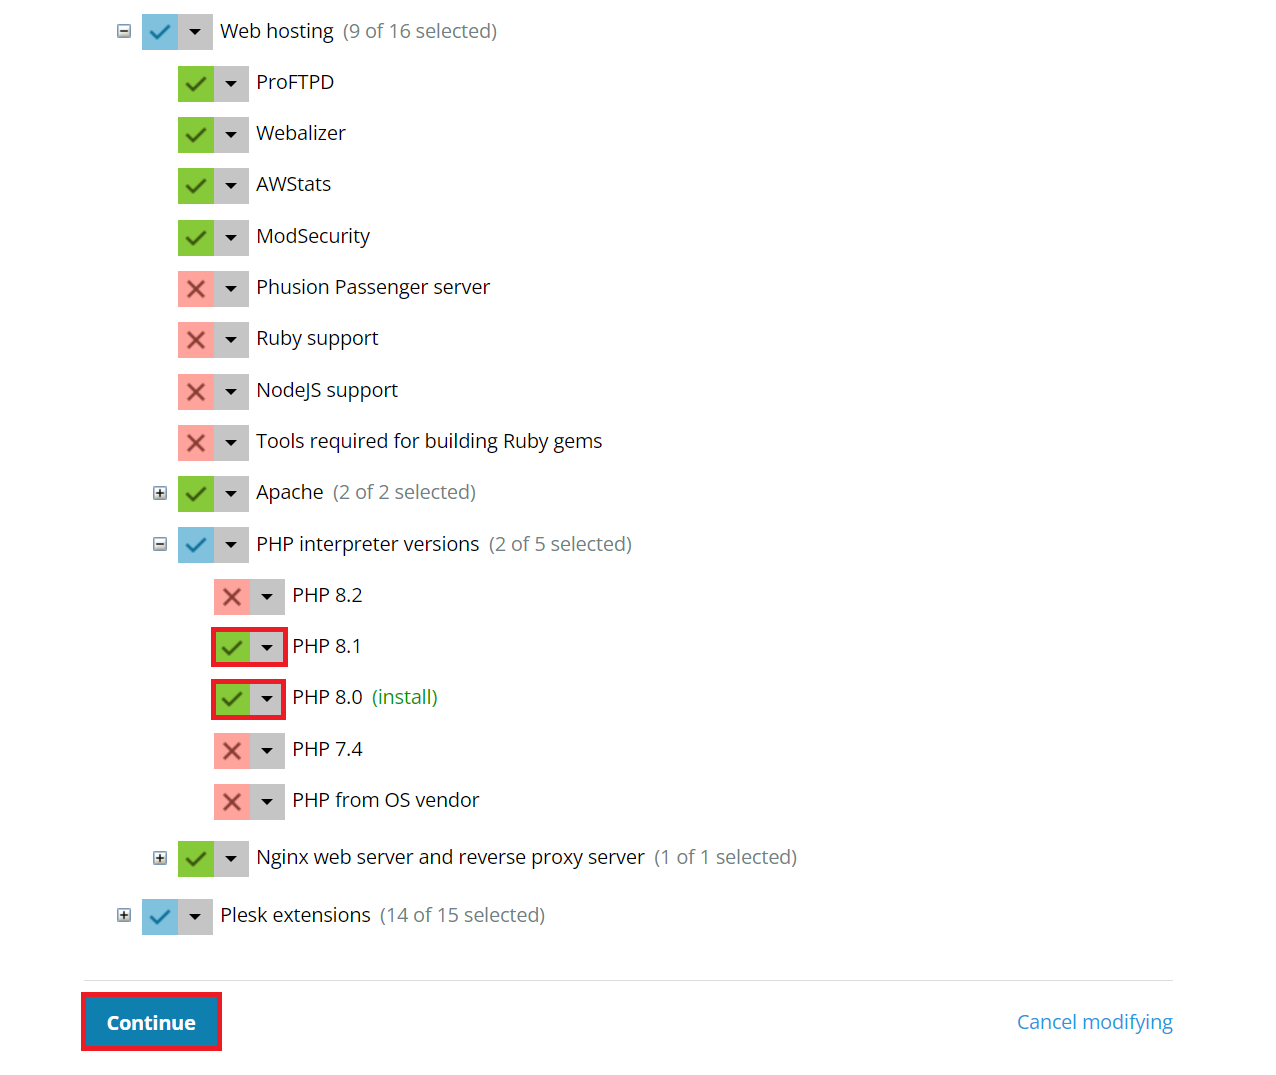 Web hosting (9 of 16 selected)
ProFTPD
Webalizer
AWStats
ModSecurity
Phusion Passenger server
Ruby support
NodeJS support
Tools required for building Ruby gems
Apache (2 of 2 selected)
PHP interpreter versions (2 of 5 selected)
PHP 8.2
PHP 8.1
PHP 8.0 (install)
PHP 7.4
PHP from OS vendor
Nginx web server and reverse proxy server (1 of 1 selected)
Plesk extensions (14 of 15 selected)
Continue Cancel modifying